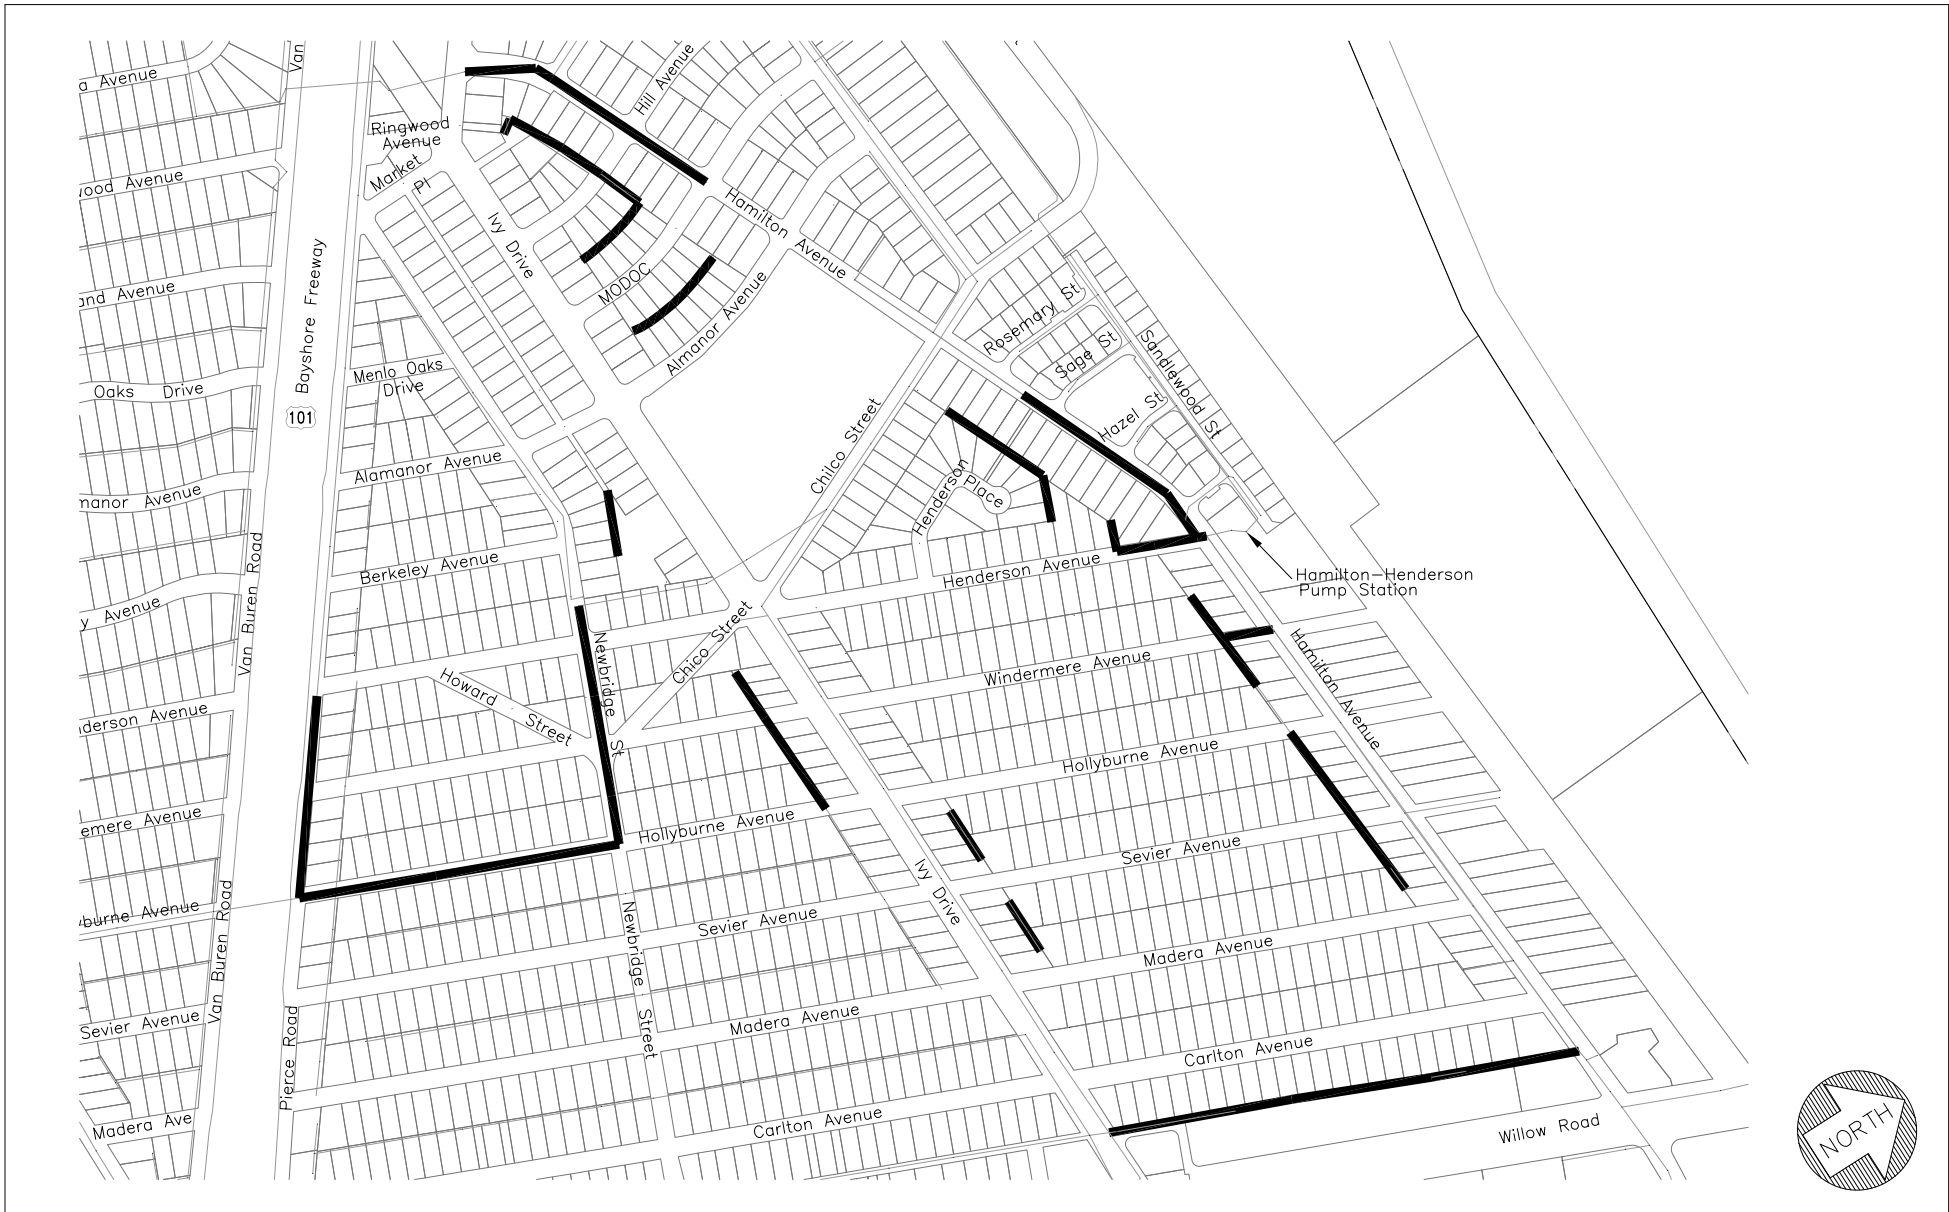 a Avenue
Van
Hill Avenue
Ringwood
Avenue
Market
Pl
wood Avenue
Ivy Drive
Hamilton Avenue
and Avenue
Bayshore Freeway
MODOC
Almanor Avenue
Rosemary St
Sage St
Sandlewood St
Menlo Oaks
Drive
Oaks Drive
101
Hazel St
Chilco Street
Alamanor Avenue
Henderson
Place
manor Avenue
Berkeley Avenue
Henderson Avenue
Hamilton-Henderson
Pump Station
Van Buren Road
y Avenue
Newbridge St
Chico Street
Windermere Avenue
Hamilton Avenue
Howard Street
derson Avenue
Hollyburne Avenue
emere Avenue
Hollyburne Avenue
Sevier Avenue
Ivy Drive
yburne Avenue
Van Buren Road
Newbridge Street
Sevier Avenue
Madera Avenue
Sevier Avenue
Pierce Road
Madera Avenue
Carlton Avenue
Madera Ave
Carlton Avenue
Willow Road
NORTH